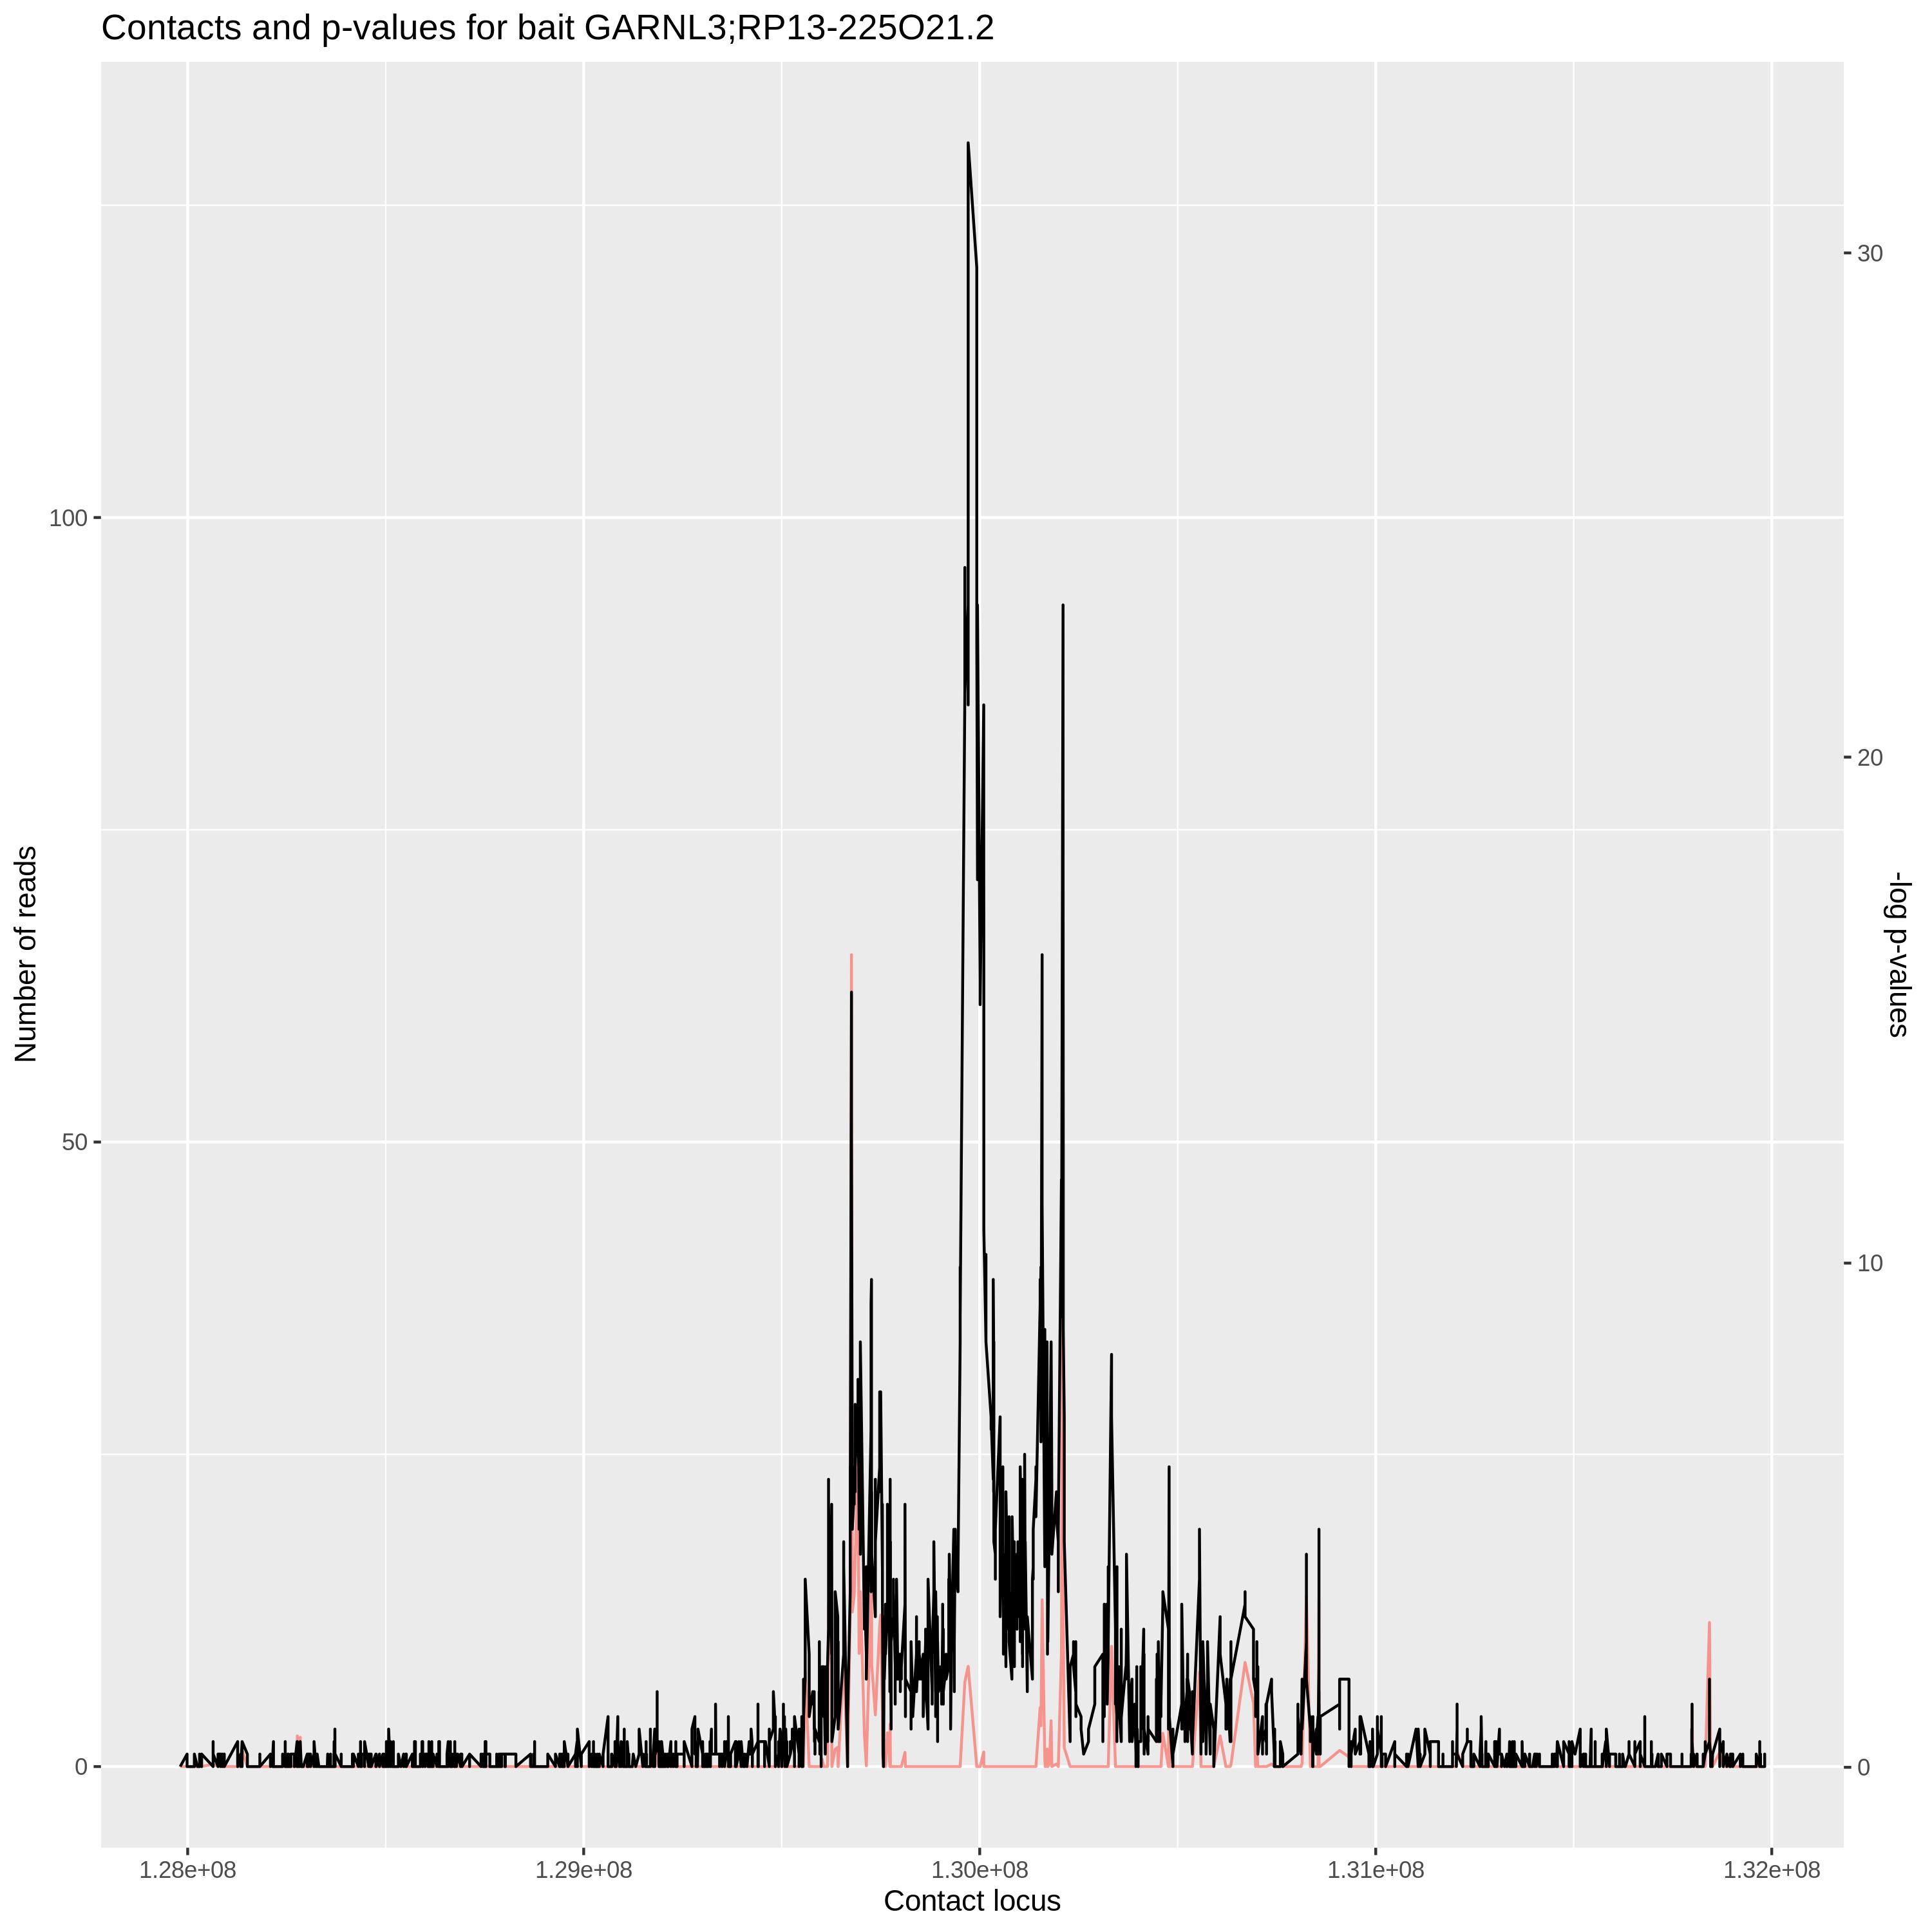 Contacts and p-values for bait GARNL3;RP13-225O21.2
Number of reads
100
50
0
-log p-values
30
20
10
0
1.28e+08 1.29e+08 1.30e+08 1.31e+08 1.32e+08
Contact locus